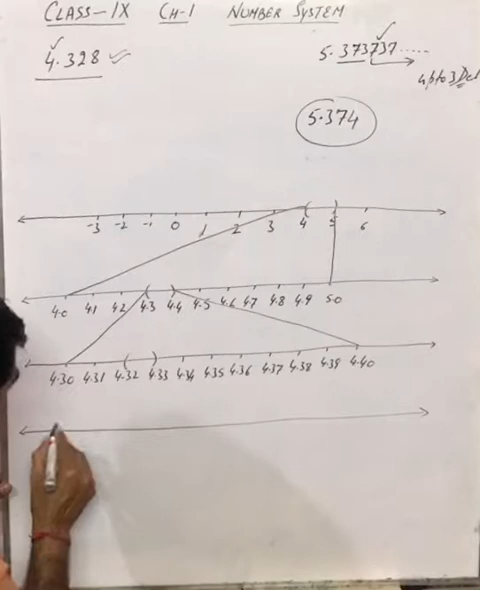 CLASS-IX CH-1 NUMBER SYSTEM
4.328 5.373737.....
upto 3 Decl
5.374
-3 -2 -1 0 1 2 3 4 5 6
4.0 4.1 4.2 4.3 4.4 4.5 4.6 4.7 4.8 4.9 5.0
4.30 4.31 4.32 4.33 4.34 4.35 4.36 4.37 4.38 4.39 4.40